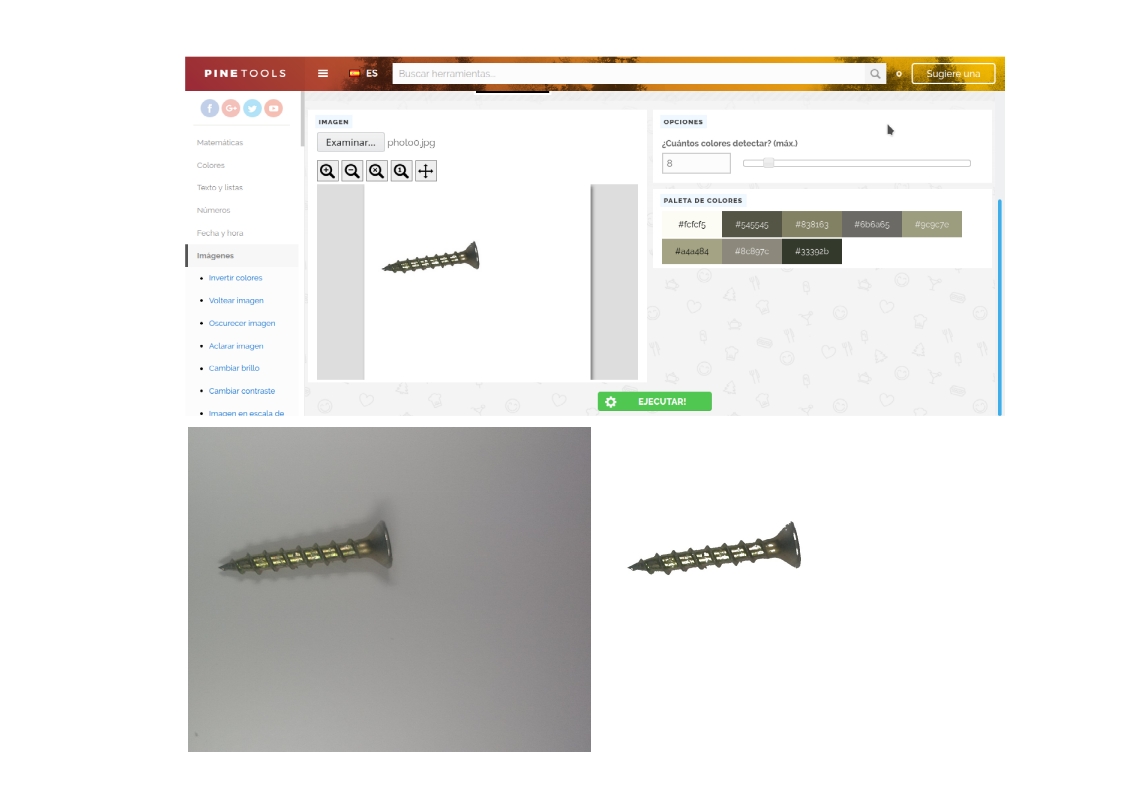 PINETOOLS
ES
Buscar herramientas...
0
Sugiere una
Matemáticas
Colores
Texto y listas
Números
Fecha y hora
Imágenes
Invertir colores
Voltear imagen
Oscurecer imagen
Aclarar imagen
Cambiar brillo
Cambiar contraste
Imagen en escala de
IMAGEN
Examinar... photo0.jpg
OPCIONES
¿Cuántos colores detectar? (máx.)
8
PALETA DE COLORES
#fcfcf5 #545545 #838163 #6b6a65 #9c9c7e
#a4a484 #8c897c #33392b
EJECUTAR!